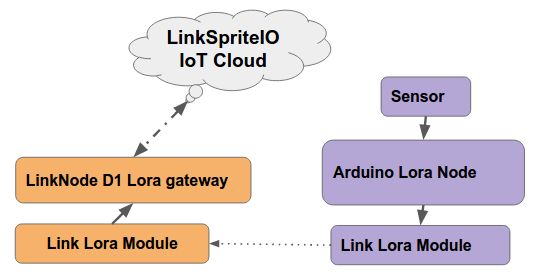 LinkSpriteIO
IoT Cloud
Sensor
LinkNode D1 Lora gateway
Arduino Lora Node
Link Lora Module
Link Lora Module